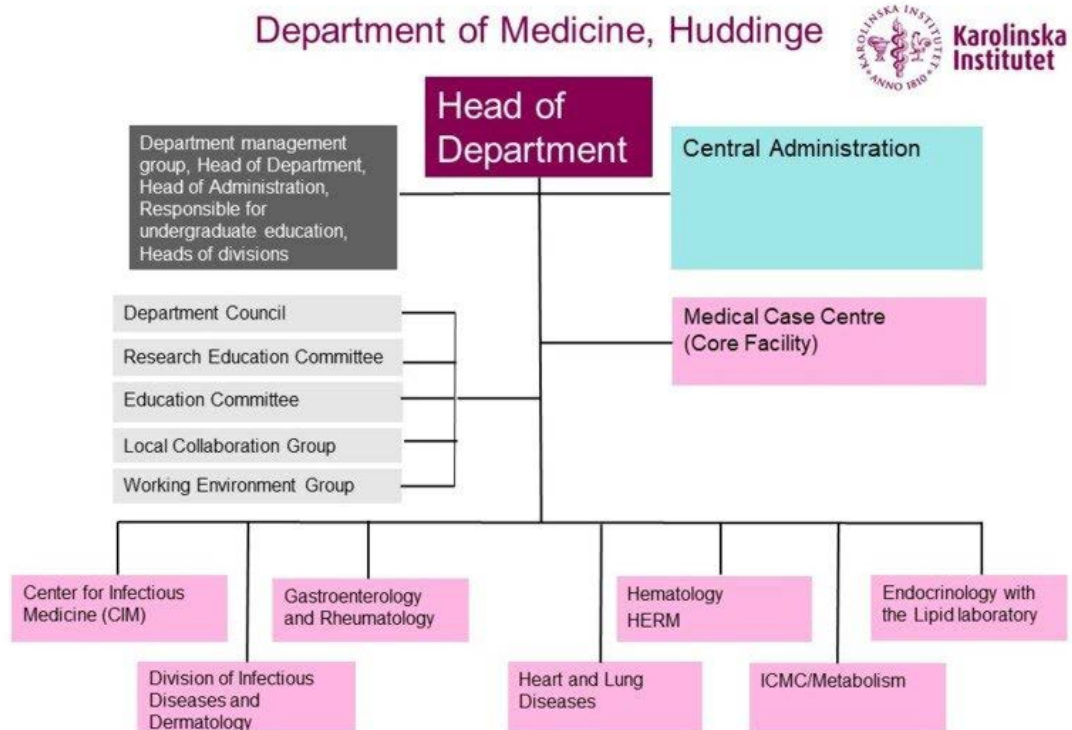 Department of Medicine, Huddinge
KAROLINSKA INSTITUTET
ANNO 1810
Karolinska
Institutet
Head of
Department
Department management
group, Head of Department,
Head of Administration,
Responsible for
undergraduate education,
Heads of divisions
Central Administration
Department Council
Research Education Committee
Education Committee
Local Collaboration Group
Working Environment Group
Medical Case Centre
(Core Facility)
Center for Infectious
Medicine (CIM)
Gastroenterology
and Rheumatology
Hematology
HERM
Endocrinology with
the Lipid laboratory
Division of Infectious
Diseases and
Dermatology
Heart and Lung
Diseases
ICMC/Metabolism